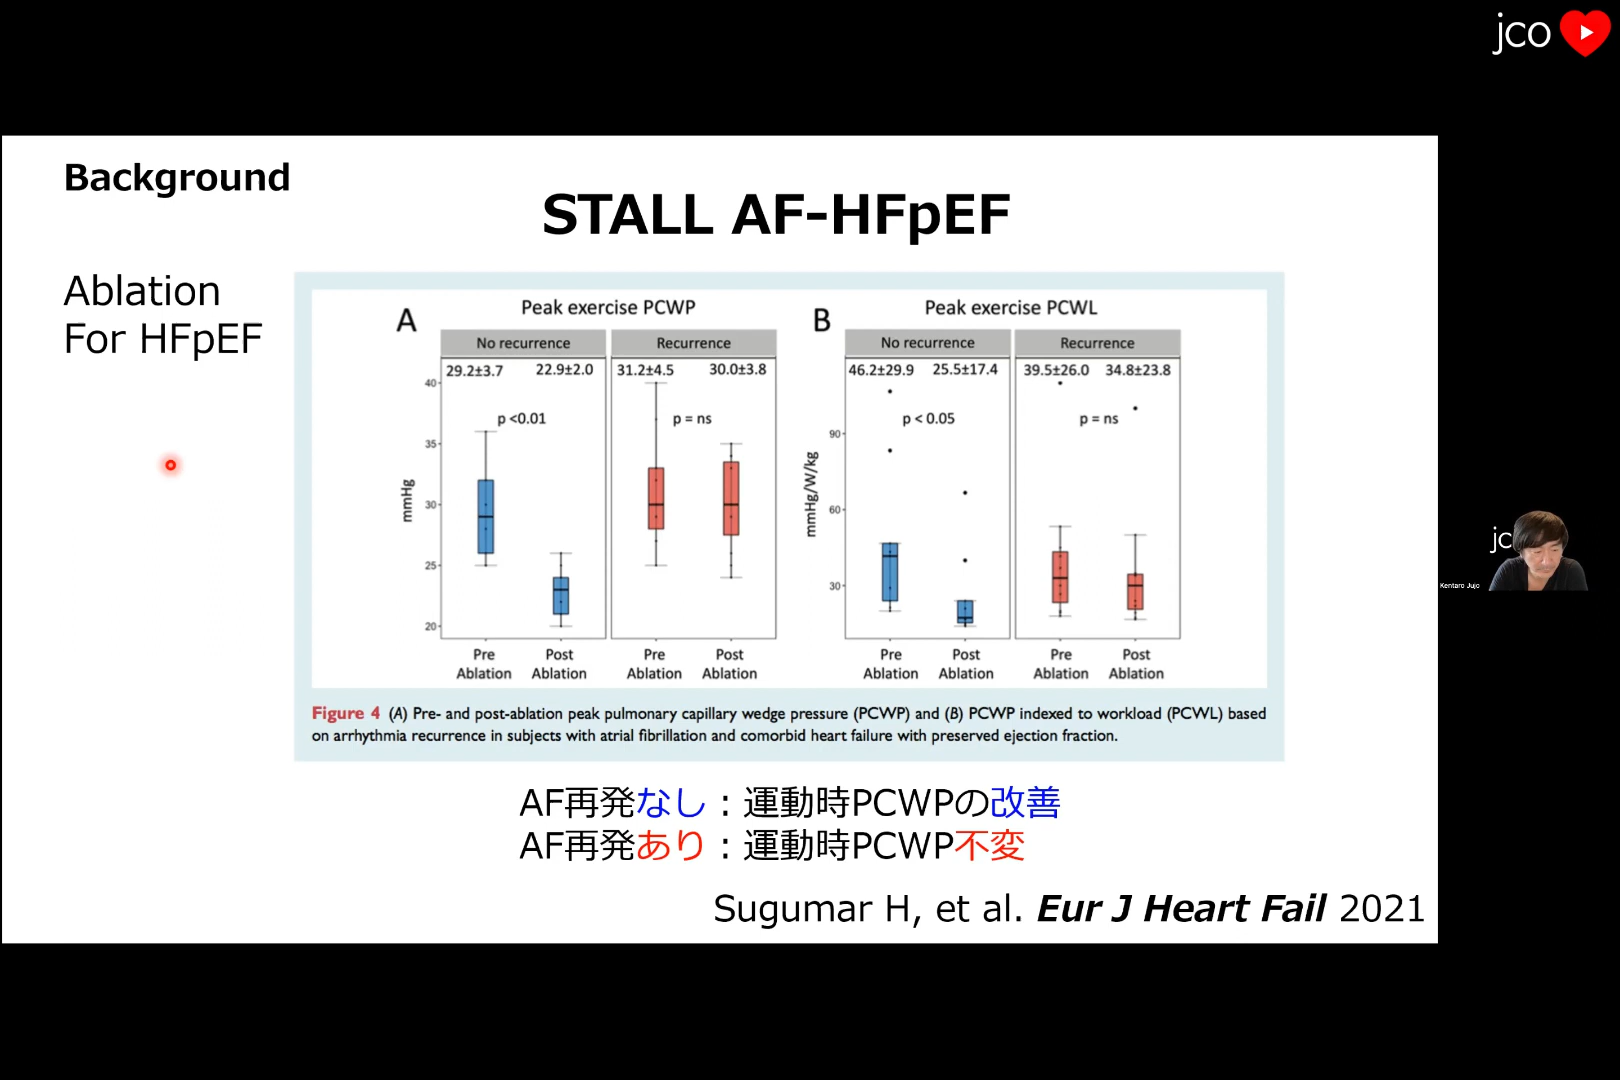 jco
Background
STALL AF-HFpEF
Ablation
For HFpEF
A
Peak exercise PCWP
No recurrence
Recurrence
29.2±3.7
22.9±2.0
31.2±4.5
30.0±3.8
p <0.01
p = ns
40
35
30
25
20
mmHg
Pre
Ablation
Post
Ablation
Pre
Ablation
Post
Ablation
B
Peak exercise PCWL
No recurrence
Recurrence
46.2±29.9
25.5±17.4
39.5±26.0
34.8±23.8
p < 0.05
p = ns
90
60
30
mmHg/W/kg
Pre
Ablation
Post
Ablation
Pre
Ablation
Post
Ablation
Figure 4 (A) Pre- and post-ablation peak pulmonary capillary wedge pressure (PCWP) and (B) PCWP indexed to workload (PCWL) based
on arrhythmia recurrence in subjects with atrial fibrillation and comorbid heart failure with preserved ejection fraction.
AF再発なし：運動時PCWPの改善
AF再発あり：運動時PCWP不変
Sugumar H, et al. Eur J Heart Fail 2021
jc
Kentaro Jujo